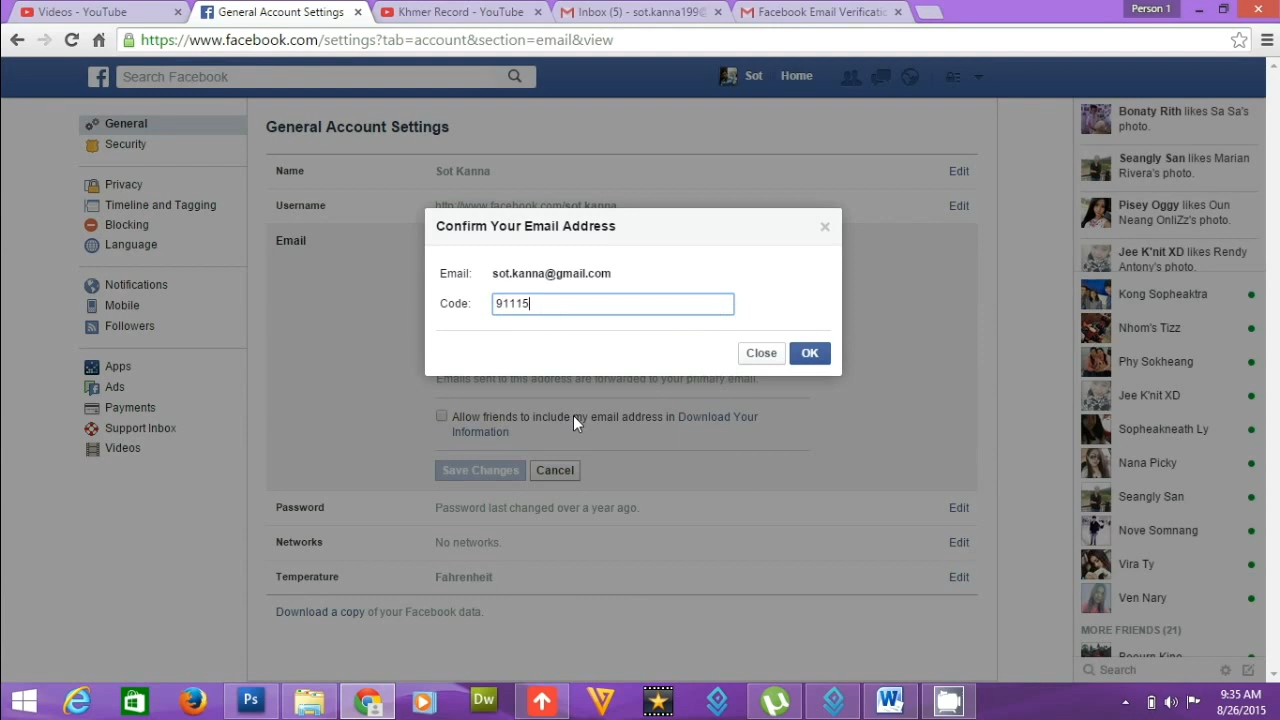 Videos - YouTube
General Account Settings
Khmer Record - YouTube
Inbox (5) - sot.kanna199@
Facebook Email Verificatio
Person 1
https://www.facebook.com/settings?tab=account&section=email&view
Search Facebook
Sot
Home
General
Security
Privacy
Timeline and Tagging
Blocking
Language
Notifications
Mobile
Followers
Apps
Ads
Payments
Support Inbox
Videos
General Account Settings
Name
Sot Kanna
Edit
Username
http://www.facebook.com/sot.kanna
Edit
Email
Confirm Your Email Address
Email:
sot.kanna@gmail.com
Code:
91115
Close
OK
Emails sent to this address are forwarded to your primary email.
Allow friends to include my email address in Download Your
Information
Save Changes
Cancel
Password
Password last changed over a year ago.
Edit
Networks
No networks.
Edit
Temperature
Fahrenheit
Edit
Download a copy of your Facebook data.
Bonaty Rith likes Sa Sa's
photo.
Seangly San likes Marian
Rivera's photo.
Pisey Oggy likes Oun
Neang OnliZz's photo.
Jee K'nit XD likes Rendy
Antony's photo.
Kong Sopheaktra
Nhom's Tizz
Phy Sokheang
Jee K'nit XD
Sopheakneath Ly
Nana Picky
Seangly San
Nove Somnang
Vira Ty
Ven Nary
MORE FRIENDS (21)
Search
Ps
Dw
W
9:35 AM
8/26/2015